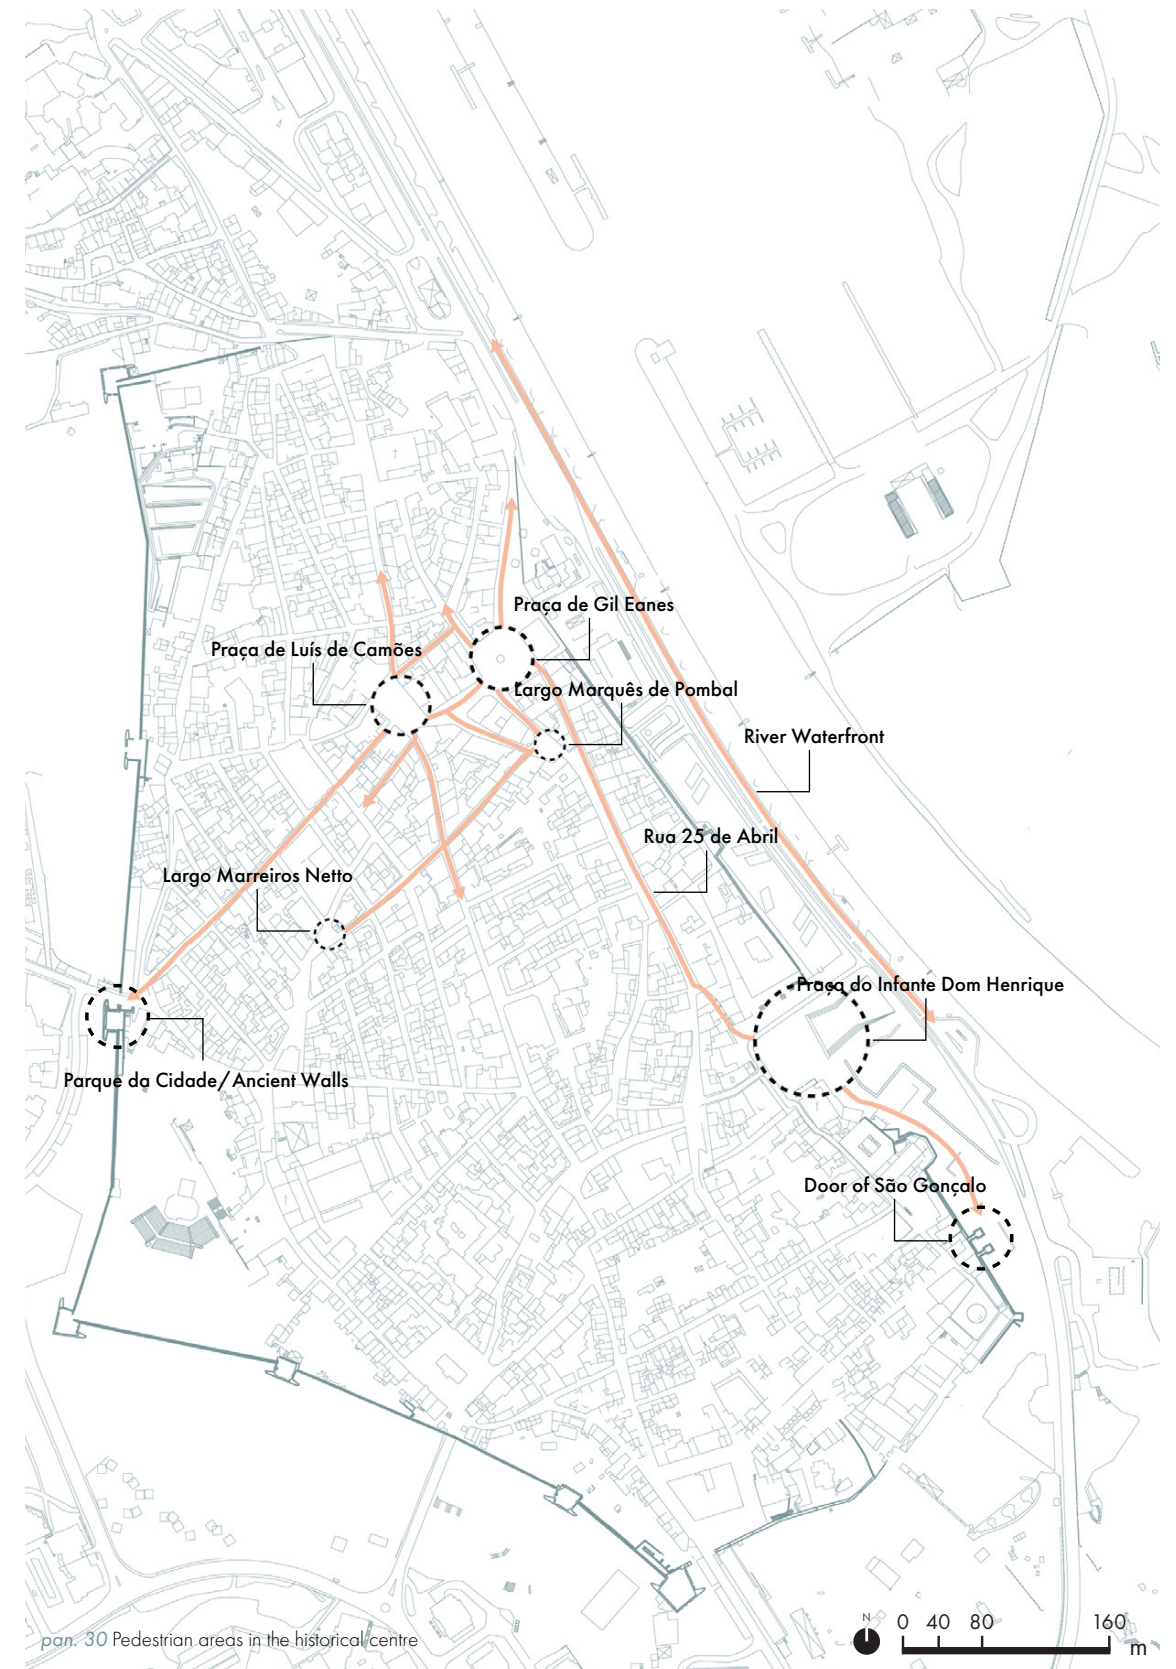 Praça de Gil Eanes
Praça de Luís de Camões
Largo Marquês de Pombal
River Waterfront
Rua 25 de Abril
Largo Marreiros Netto
Praça do Infante Dom Henrique
Parque da Cidade/Ancient Walls
Door of São Gonçalo
N 0 40 80 160 m
pan. 30 Pedestrian areas in the historical centre